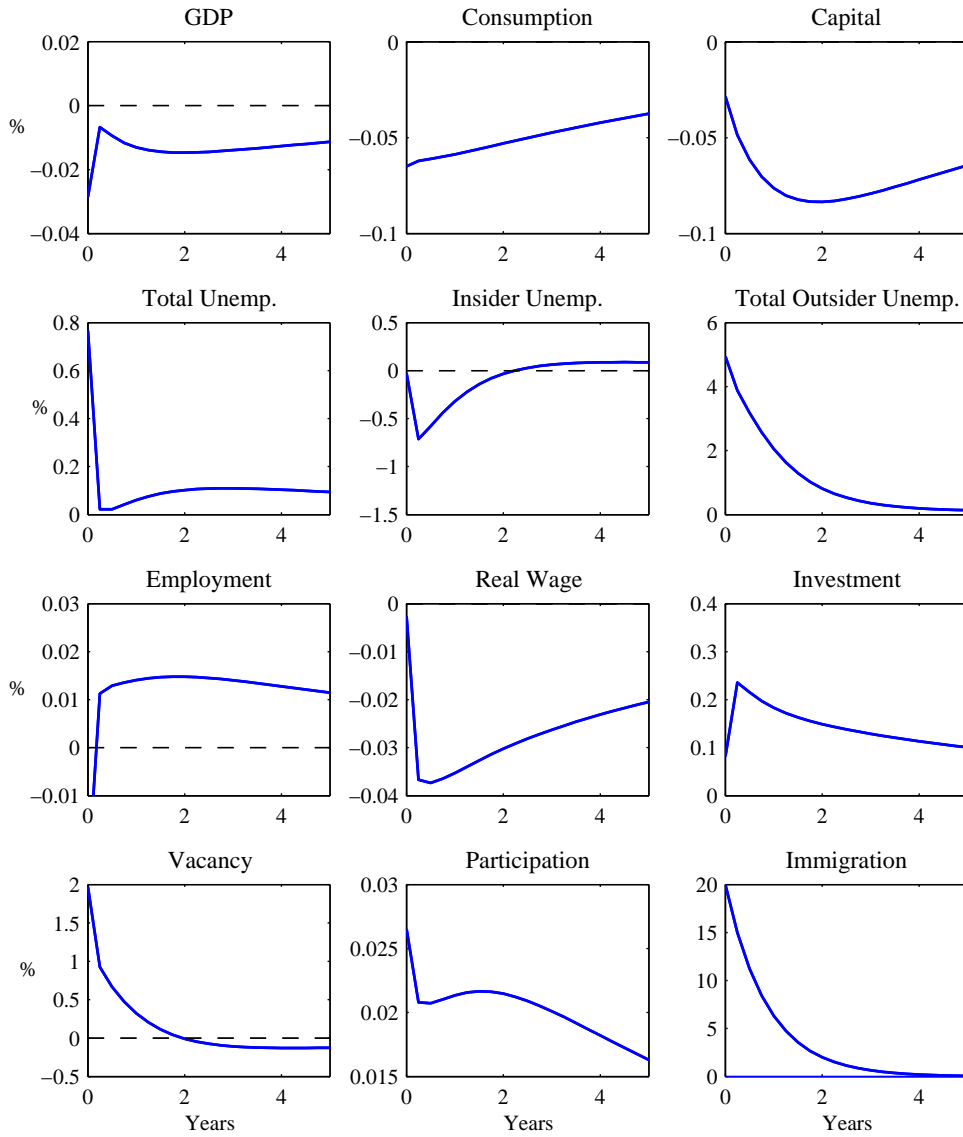 GDP Consumption Capital
0.02 0 0
0
% −0.05 −0.05
−0.02
−0.04 −0.1 −0.1
0 2 4 0 2 4 0 2 4
Total Unemp. Insider Unemp. Total Outsider Unemp.
0.8 0.5 6
0.6 0 4
% 0.4 −0.5
0.2 −1 2
0 −1.5 0
0 2 4 0 2 4 0 2 4
Employment Real Wage Investment
0.03 0 0.4
0.02 −0.01 0.3
% 0.01 −0.02 0.2
0 −0.03 0.1
−0.01 −0.04 0
0 2 4 0 2 4 0 2 4
Vacancy Participation Immigration
2 0.03 20
1.5 0.025 15
% 1 10
0.5 0.02 5
0
−0.5 0.015 0
0 2 4 0 2 4 0 2 4
Years Years Years